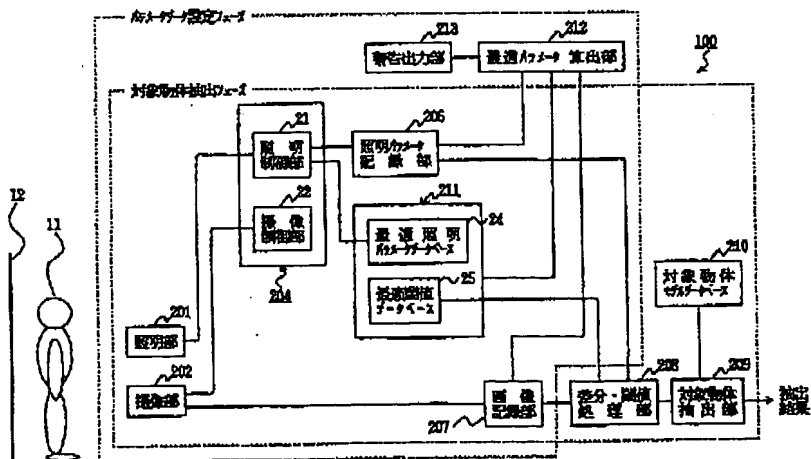 パラメータデータ設定フェーズ
213
警告出力部
212
最適パラメータ算出部
100
対象物体抽出フェーズ
21
照明
制御部
206
照明パラメータ
記録部
22
撮像
制御部
204
211
24
最適照明
パラメータデータベース
25
最適閾値
データベース
12
11
210
対象物体
モデルデータベース
201
照明部
202
撮像部
207
画像
記録部
208
差分・閾値
処理部
209
対象物体
抽出部
抽出
結果